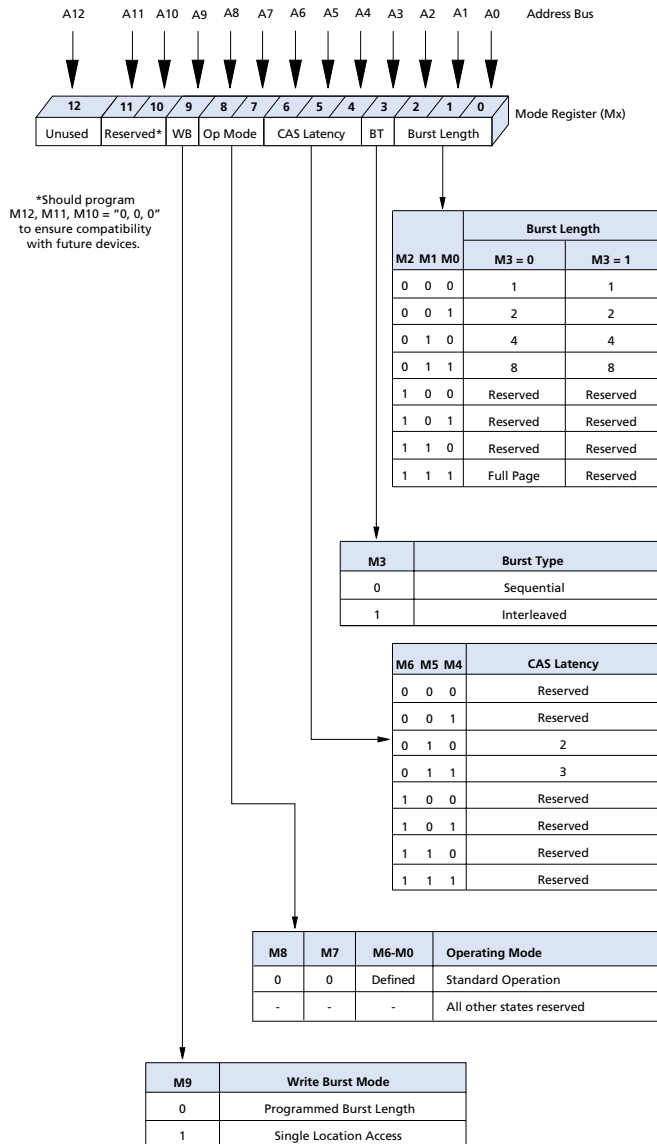 A12 A11 A10 A9 A8 A7 A6 A5 A4 A3 A2 A1 A0 Address Bus
12 11 10 9 8 7 6 5 4 3 2 1 0
Mode Register (Mx)
Unused Reserved* WB Op Mode CAS Latency BT Burst Length
*Should program
M12, M11, M10 = “0, 0, 0”
to ensure compatibility
with future devices.
Burst Length
M2 M1 M0 M3 = 0 M3 = 1
0 0 0 1 1
0 0 1 2 2
0 1 0 4 4
0 1 1 8 8
1 0 0 Reserved Reserved
1 0 1 Reserved Reserved
1 1 0 Reserved Reserved
1 1 1 Full Page Reserved
M3 Burst Type
0 Sequential
1 Interleaved
M6 M5 M4 CAS Latency
0 0 0 Reserved
0 0 1 Reserved
0 1 0 2
0 1 1 3
1 0 0 Reserved
1 0 1 Reserved
1 1 0 Reserved
1 1 1 Reserved
M8 M7 M6-M0 Operating Mode
0 0 Defined Standard Operation
- - - All other states reserved
M9 Write Burst Mode
0 Programmed Burst Length
1 Single Location Access